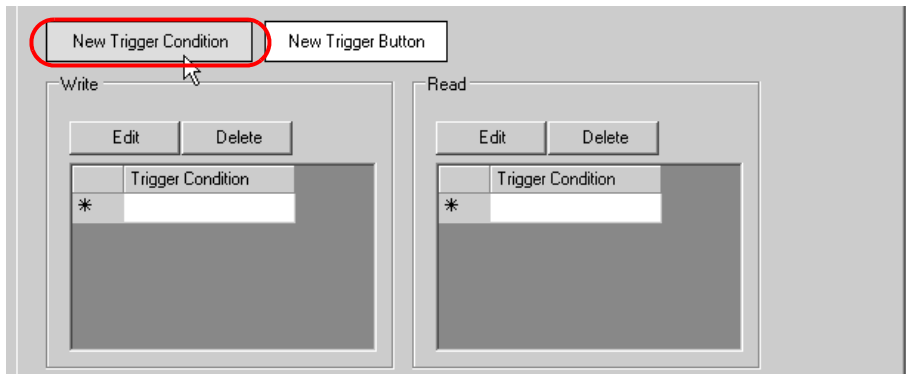 New Trigger Condition New Trigger Button
Write Read
Edit Delete Edit Delete
Trigger Condition Trigger Condition
* *